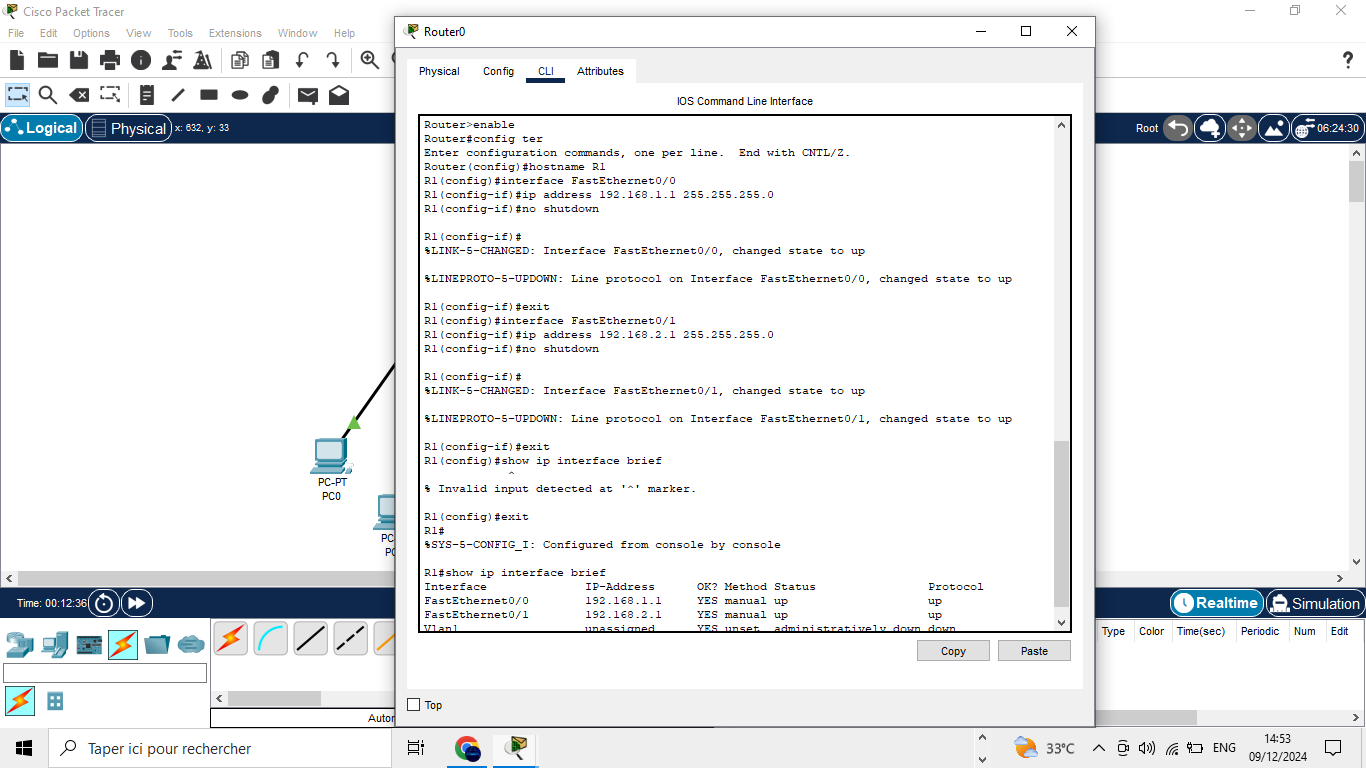 Cisco Packet Tracer
Router0
File Edit Options View Tools Extensions Window Help
Physical Config CLI Attributes
IOS Command Line Interface
Logical Physical x: 632, y: 33
Root 06:24:30
Router>enable
Router#config ter
Enter configuration commands, one per line.  End with CNTL/Z.
Router(config)#hostname R1
R1(config)#interface FastEthernet0/0
R1(config-if)#ip address 192.168.1.1 255.255.255.0
R1(config-if)#no shutdown
R1(config-if)#
%LINK-5-CHANGED: Interface FastEthernet0/0, changed state to up
%LINEPROTO-5-UPDOWN: Line protocol on Interface FastEthernet0/0, changed state to up
R1(config-if)#exit
R1(config)#interface FastEthernet0/1
R1(config-if)#ip address 192.168.2.1 255.255.255.0
R1(config-if)#no shutdown
R1(config-if)#
%LINK-5-CHANGED: Interface FastEthernet0/1, changed state to up
%LINEPROTO-5-UPDOWN: Line protocol on Interface FastEthernet0/1, changed state to up
R1(config-if)#exit
R1(config)#show ip interface brief
^
% Invalid input detected at '^' marker.
R1(config)#exit
R1#
%SYS-5-CONFIG_I: Configured from console by console
R1#show ip interface brief
Interface IP-Address OK? Method Status Protocol
FastEthernet0/0 192.168.1.1 YES manual up up
FastEthernet0/1 192.168.2.1 YES manual up up
Vlan1 unassigned YES unset administratively down down
Copy Paste
Top
PC-PT
PC0
PC
PC
Time: 00:12:36
Realtime Simulation
Type Color Time(sec) Periodic Num Edit
Autor
Taper ici pour rechercher
33°C
ENG
14:53
09/12/2024